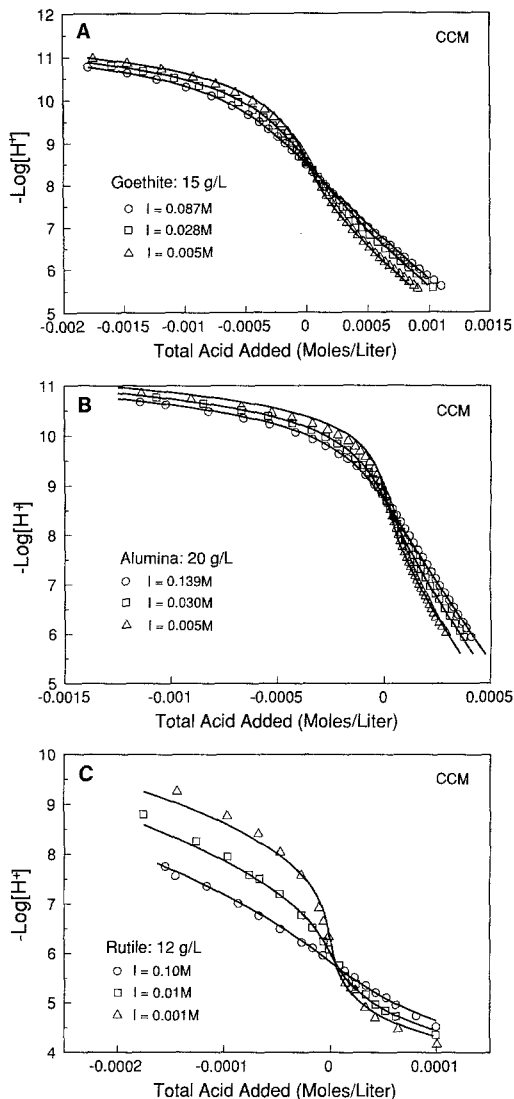 A
CCM
12
11
10
9
8
7
6
5
-Log[H+]
Goethite: 15 g/L
○ I = 0.087M
□ I = 0.028M
△ I = 0.005M
-0.002 -0.0015 -0.001 -0.0005 0 0.0005 0.001 0.0015
Total Acid Added (Moles/Liter)
B
CCM
11
10
9
8
7
6
5
-Log[H+]
Alumina: 20 g/L
○ I = 0.139M
□ I = 0.030M
△ I = 0.005M
-0.0015 -0.001 -0.0005 0 0.0005
Total Acid Added (Moles/Liter)
C
CCM
10
9
8
7
6
5
4
-Log[H+]
Rutile: 12 g/L
○ I = 0.10M
□ I = 0.01M
△ I = 0.001M
-0.0002 -0.0001 0 0.0001
Total Acid Added (Moles/Liter)